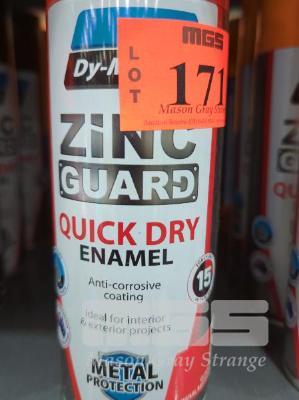 MGS
LOT
171
Mason Gray Strange
Dy-M
ZINC
GUARD
QUICK DRY
ENAMEL
Anti-corrosive
coating
15
ideal for interior
& exterior projects
MGS
Mason Gray Strange
METAL
PROTECTION